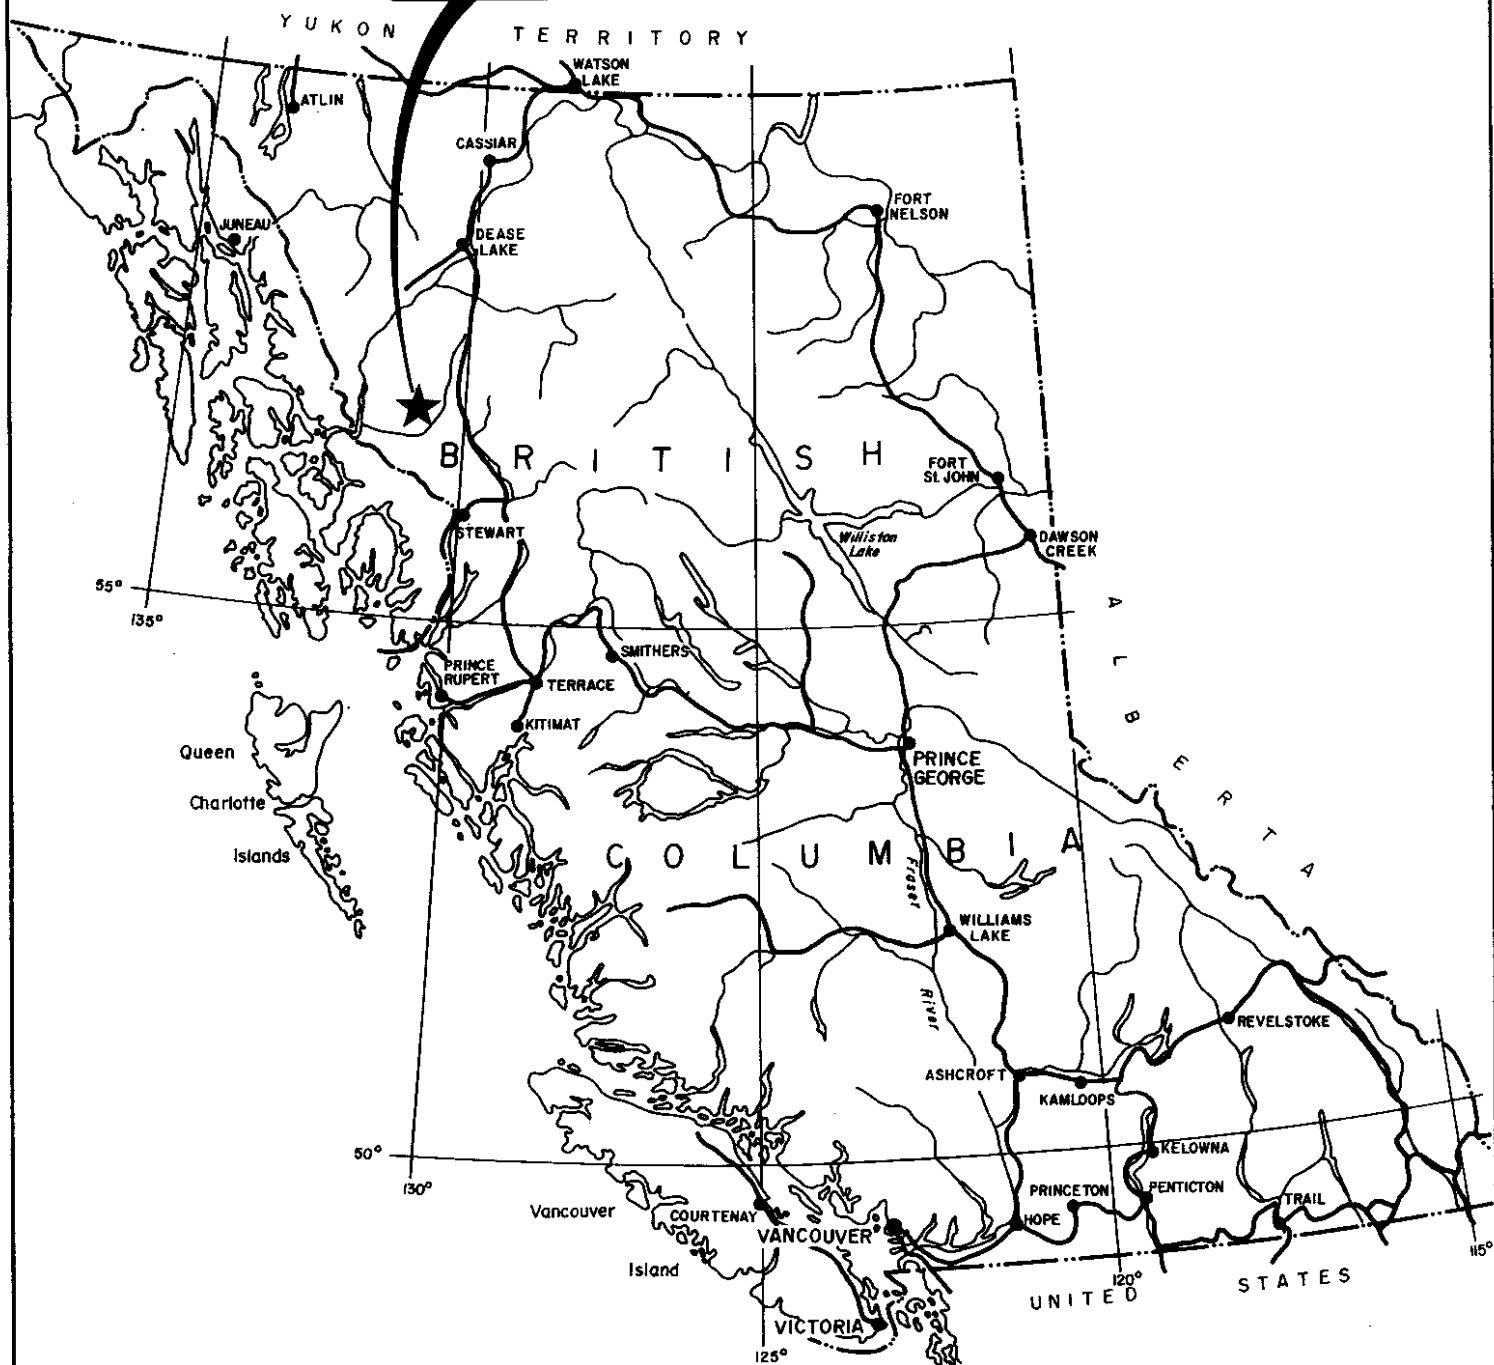 YUKON TERRITORY
WATSON
LAKE
ATLIN
CASSIAR
FORT
NELSON
JUNEAU
DEASE
LAKE
BRITISH
FORT
St. JOHN
STEWART
Williston
Lake
DAWSON
CREEK
55°
135°
ALBERTA
SMITHERS
PRINCE
RUPERT
TERRACE
KITIMAT
Queen
Charlotte
Islands
PRINCE
GEORGE
COLUMBIA
Fraser
River
WILLIAMS
LAKE
REVELSTOKE
ASHCROFT
KAMLOOPS
50°
130°
KELOWNA
PRINCETON
PENTICTON
TRAIL
Vancouver
Island
COURTENAY
VANCOUVER
HOPE
115°
120°
UNITED STATES
VICTORIA
125°